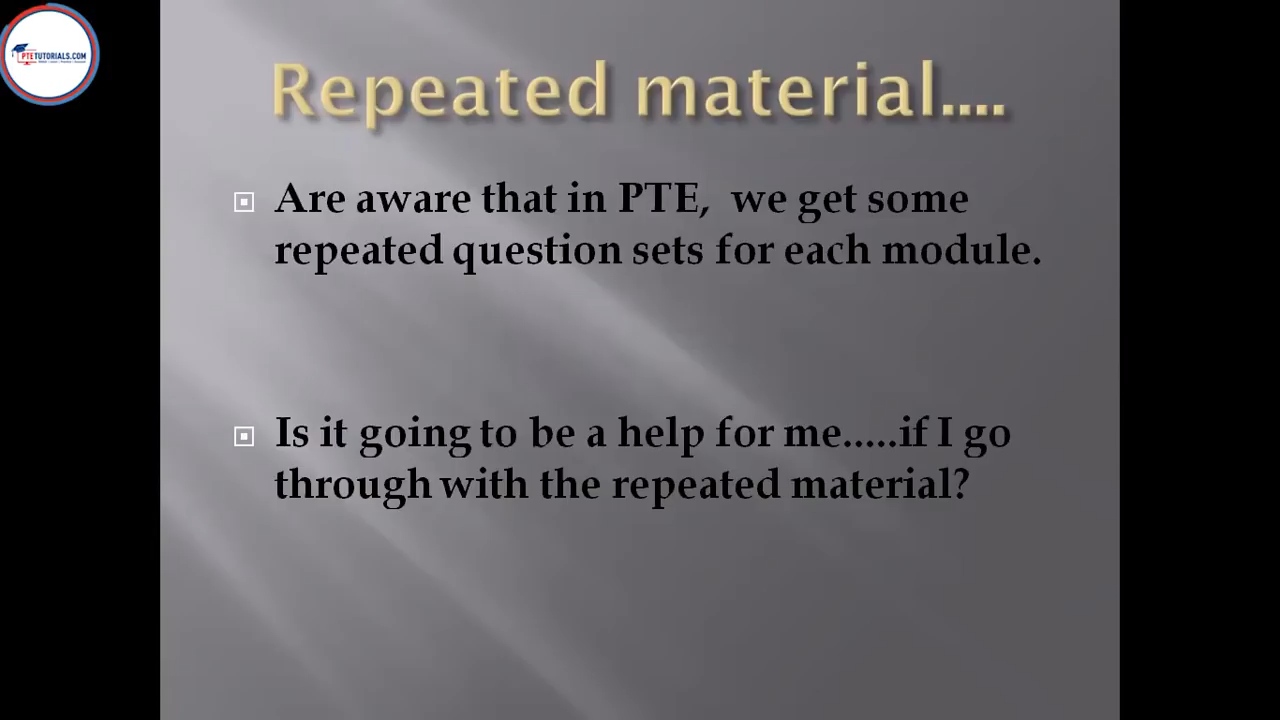 PTETUTORIALS.COM
Repeated material....
Are aware that in PTE, we get some
repeated question sets for each module.
Is it going to be a help for me.....if I go
through with the repeated material?